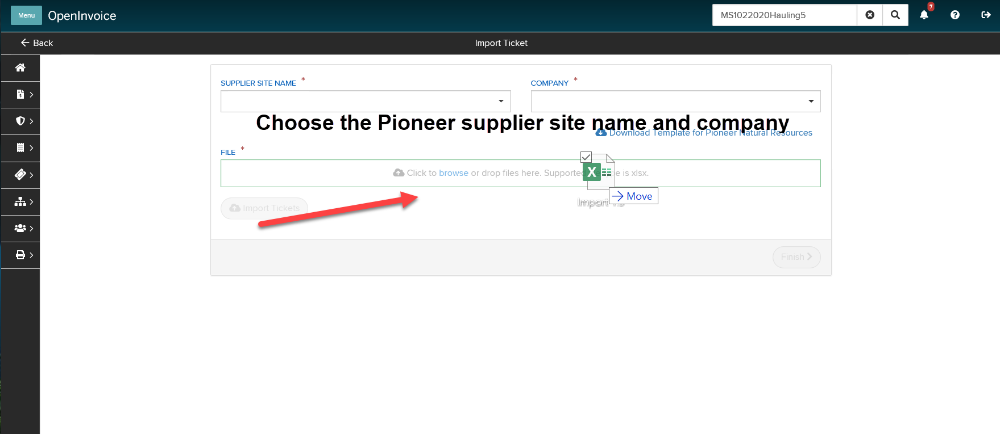 Menu
OpenInvoice
MS1022020Hauling5
7
Back
Import Ticket
SUPPLIER SITE NAME *
COMPANY *
Choose the Pioneer supplier site name and company
Download Template for Pioneer Natural Resources
FILE *
Click to browse or drop files here. Supported is xlsx.
X
Move
Import
Import Tickets
Finish